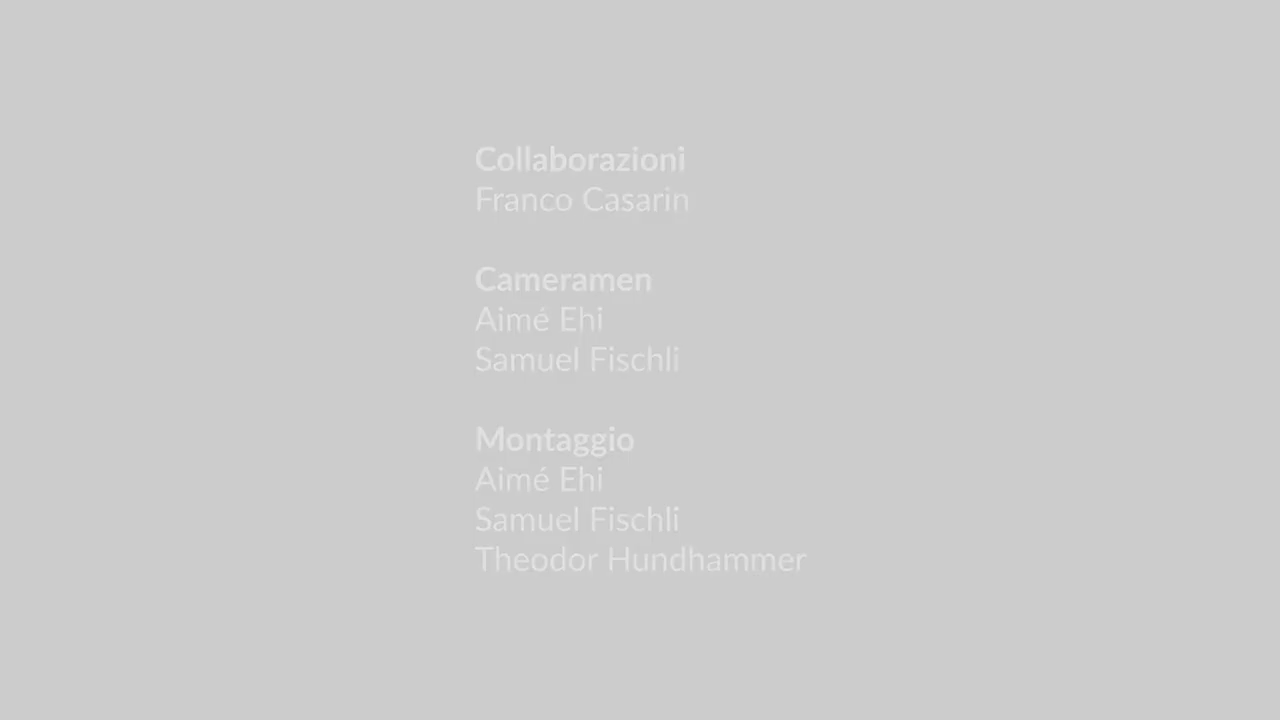 Collaborazioni
Franco Casarin
Cameramen
Aimé Ehi
Samuel Fischli
Montaggio
Aimé Ehi
Samuel Fischli
Theodor Hundhammer